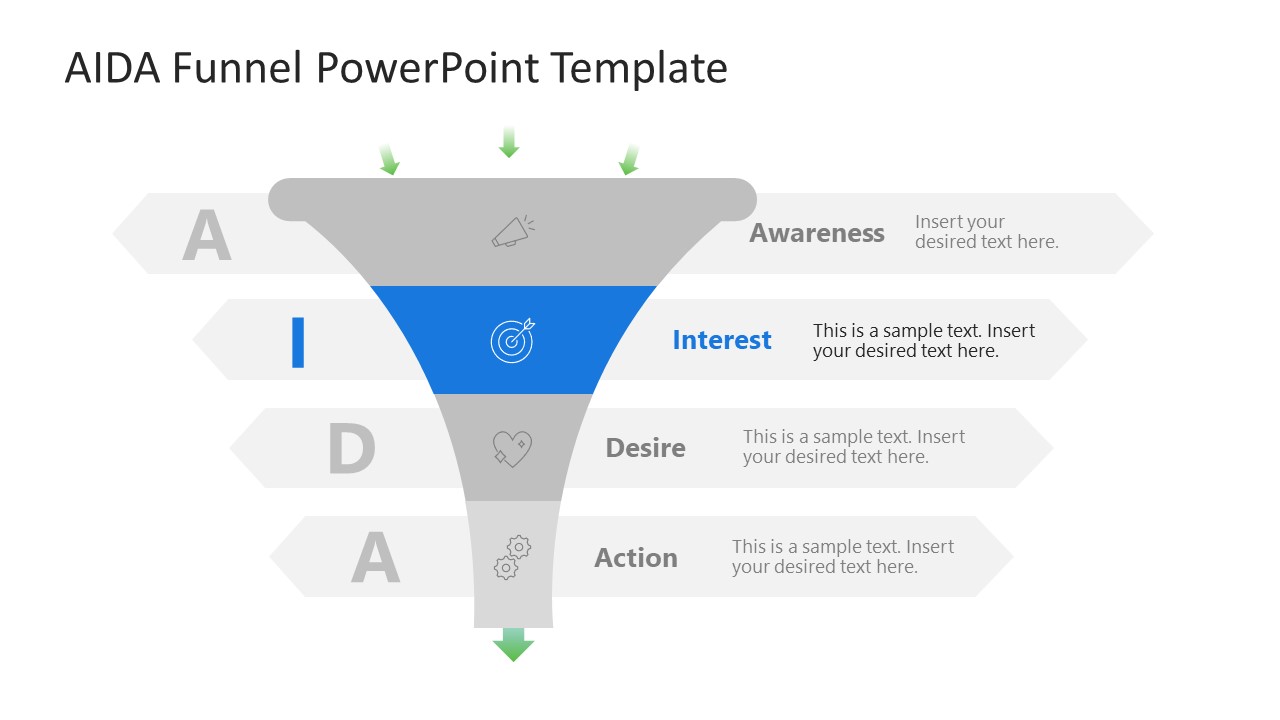 AIDA Funnel PowerPoint Template
A
Awareness
Insert your
desired text here.
I
Interest
This is a sample text. Insert
your desired text here.
D
Desire
This is a sample text. Insert
your desired text here.
A
Action
This is a sample text. Insert
your desired text here.